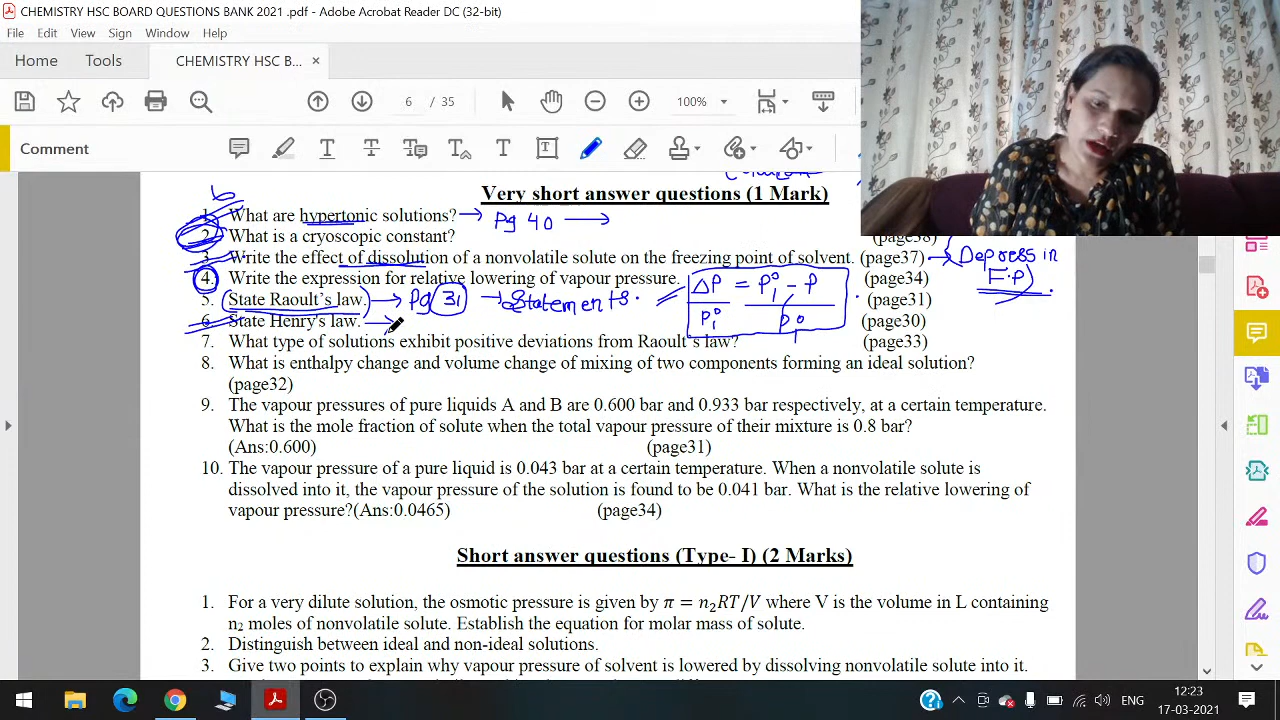 CHEMISTRY HSC BOARD QUESTIONS BANK 2021 .pdf - Adobe Acrobat Reader DC (32-bit)
File Edit View Sign Window Help
Home Tools CHEMISTRY HSC B... ×
6 / 35 100%
Comment
Very short answer questions (1 Mark)
1. What are hypertonic solutions? → Pg 40 →
2. What is a cryoscopic constant? (page38)
3. Write the effect of dissolution of a nonvolatile solute on the freezing point of solvent. (page37) → Depress in
F.P)
4. Write the expression for relative lowering of vapour pressure. (page34)
ΔP/P₁⁰ = P₁⁰ - P/P₁⁰
5. State Raoult's law. → Pg 31 → Statements. (page31)
6. State Henry's law. → (page30)
7. What type of solutions exhibit positive deviations from Raoult's law? (page33)
8. What is enthalpy change and volume change of mixing of two components forming an ideal solution?
(page32)
9. The vapour pressures of pure liquids A and B are 0.600 bar and 0.933 bar respectively, at a certain temperature.
What is the mole fraction of solute when the total vapour pressure of their mixture is 0.8 bar?
(Ans:0.600) (page31)
10. The vapour pressure of a pure liquid is 0.043 bar at a certain temperature. When a nonvolatile solute is
dissolved into it, the vapour pressure of the solution is found to be 0.041 bar. What is the relative lowering of
vapour pressure?(Ans:0.0465) (page34)
Short answer questions (Type- I) (2 Marks)
1. For a very dilute solution, the osmotic pressure is given by π = n₂RT/V where V is the volume in L containing
n₂ moles of nonvolatile solute. Establish the equation for molar mass of solute.
2. Distinguish between ideal and non-ideal solutions.
3. Give two points to explain why vapour pressure of solvent is lowered by dissolving nonvolatile solute into it.
ENG 12:23
17-03-2021